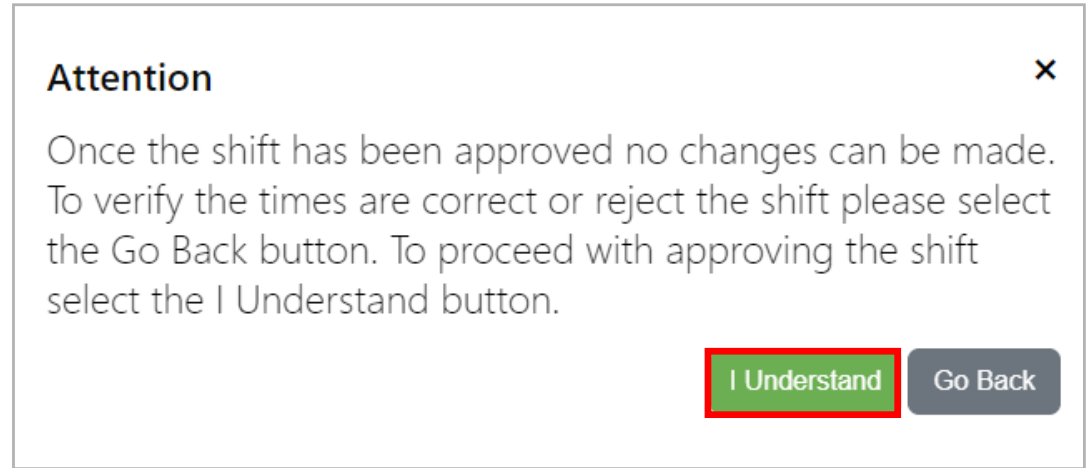 Attention ×
Once the shift has been approved no changes can be made.
To verify the times are correct or reject the shift please select
the Go Back button. To proceed with approving the shift
select the I Understand button.
I Understand Go Back